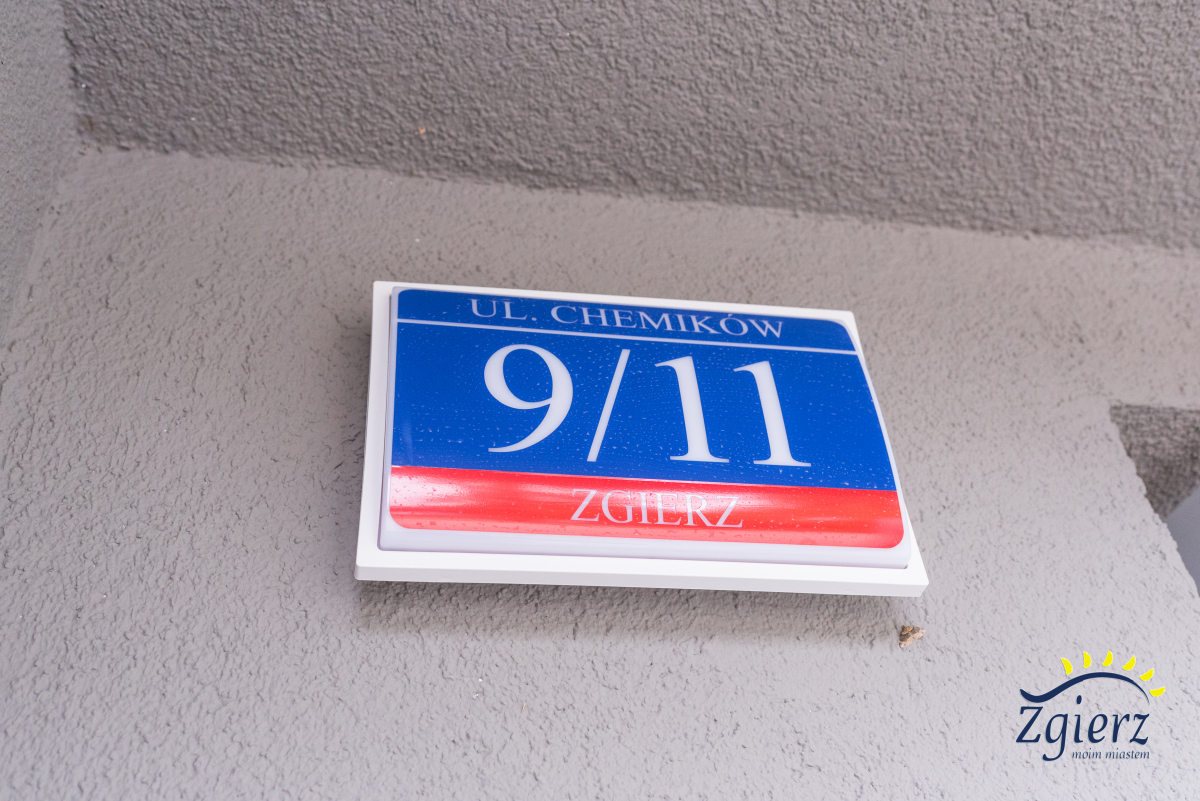 UL. CHEMIKÓW
9/11
ZGIERZ
Zgierz
moim miastem